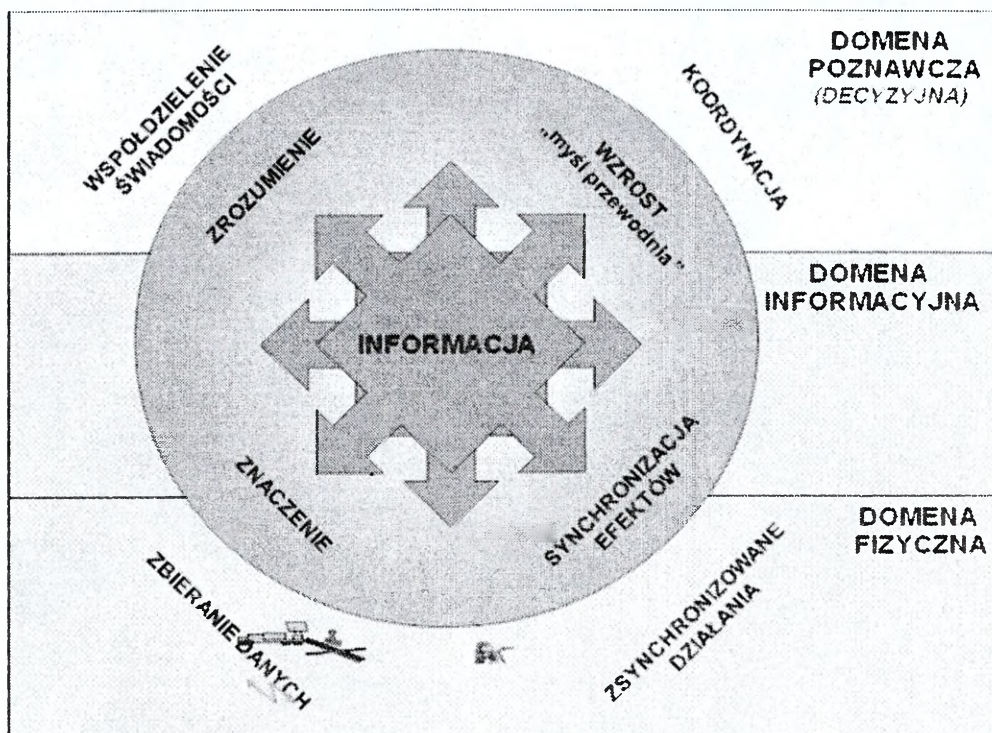 DOMENA
POZNAWCZA
(DECYZYJNA)
WSPÓŁDZIELENIE
ŚWIADOMOŚCI
ZROZUMIENIE
WZROST
„myśl przewodnia”
KOORDYNACJA
DOMENA
INFORMACYJNA
INFORMACJA
ZNACZENIE
SYNCHRONIZACJA
EFEKTÓW
DOMENA
FIZYCZNA
ZBIERANIE DANYCH
ZSYNCHRONIZOWANE
DZIAŁANIA